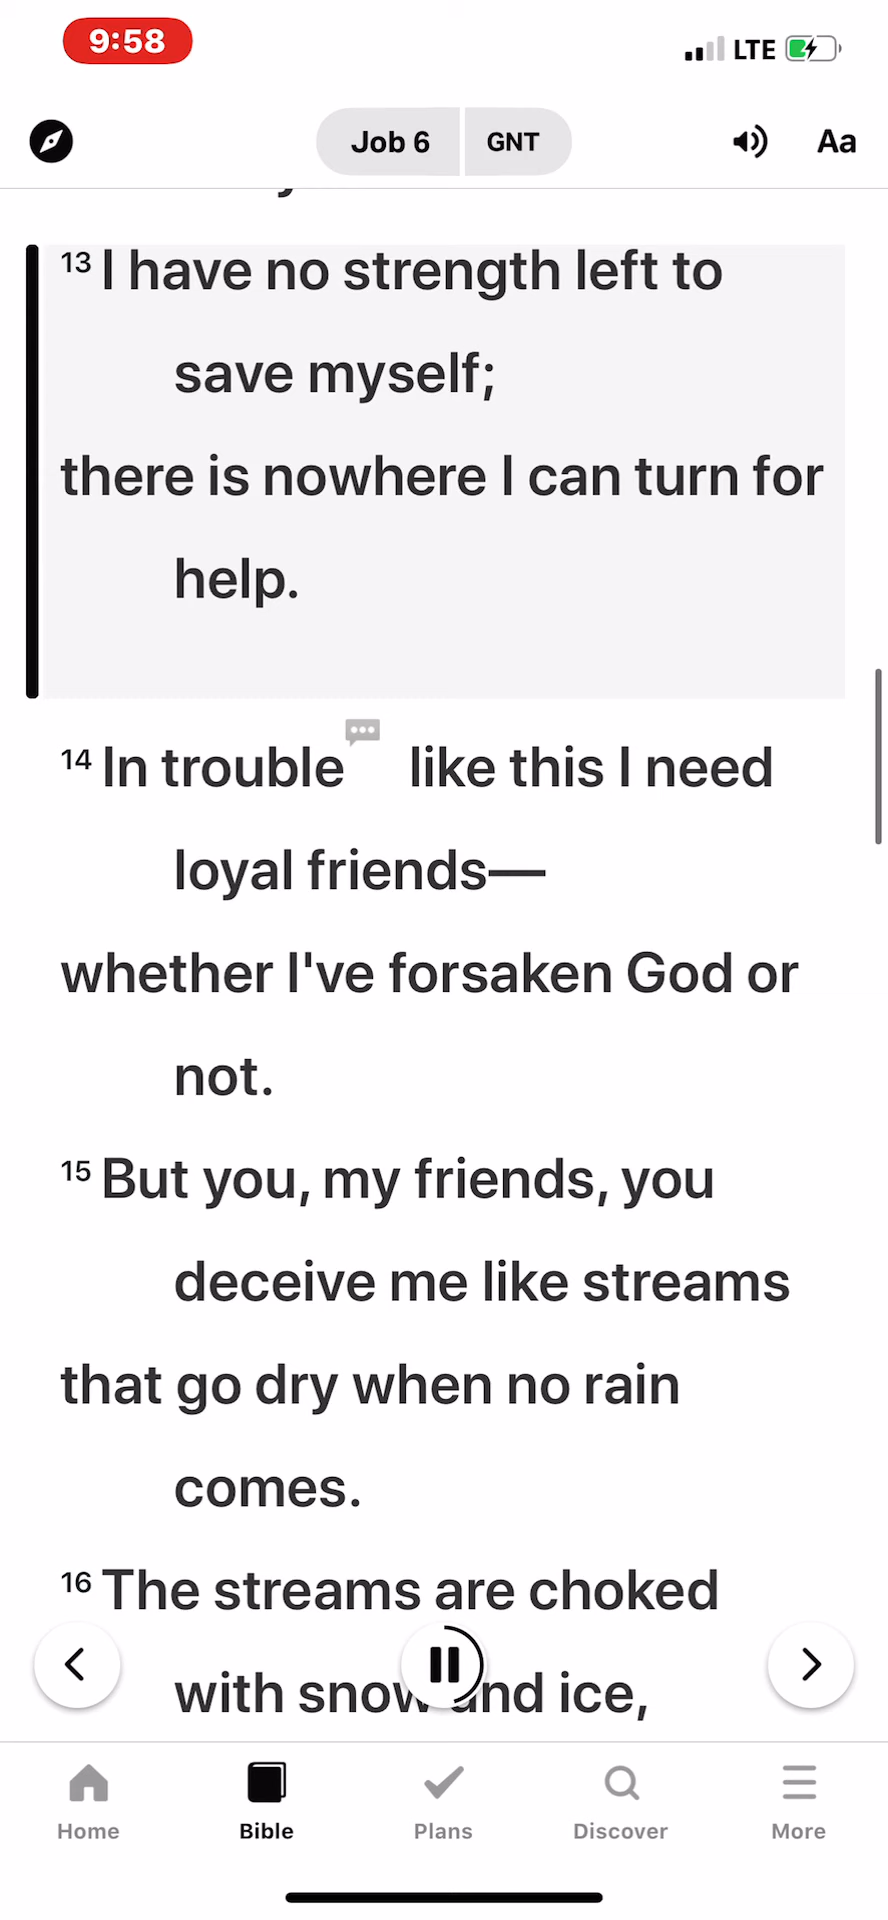 9:58
LTE
Job 6 GNT
Aa
13 I have no strength left to
save myself;
there is nowhere I can turn for
help.
14 In trouble like this I need
loyal friends—
whether I've forsaken God or
not.
15 But you, my friends, you
deceive me like streams
that go dry when no rain
comes.
16 The streams are choked
with snow and ice,
Home Bible Plans Discover More